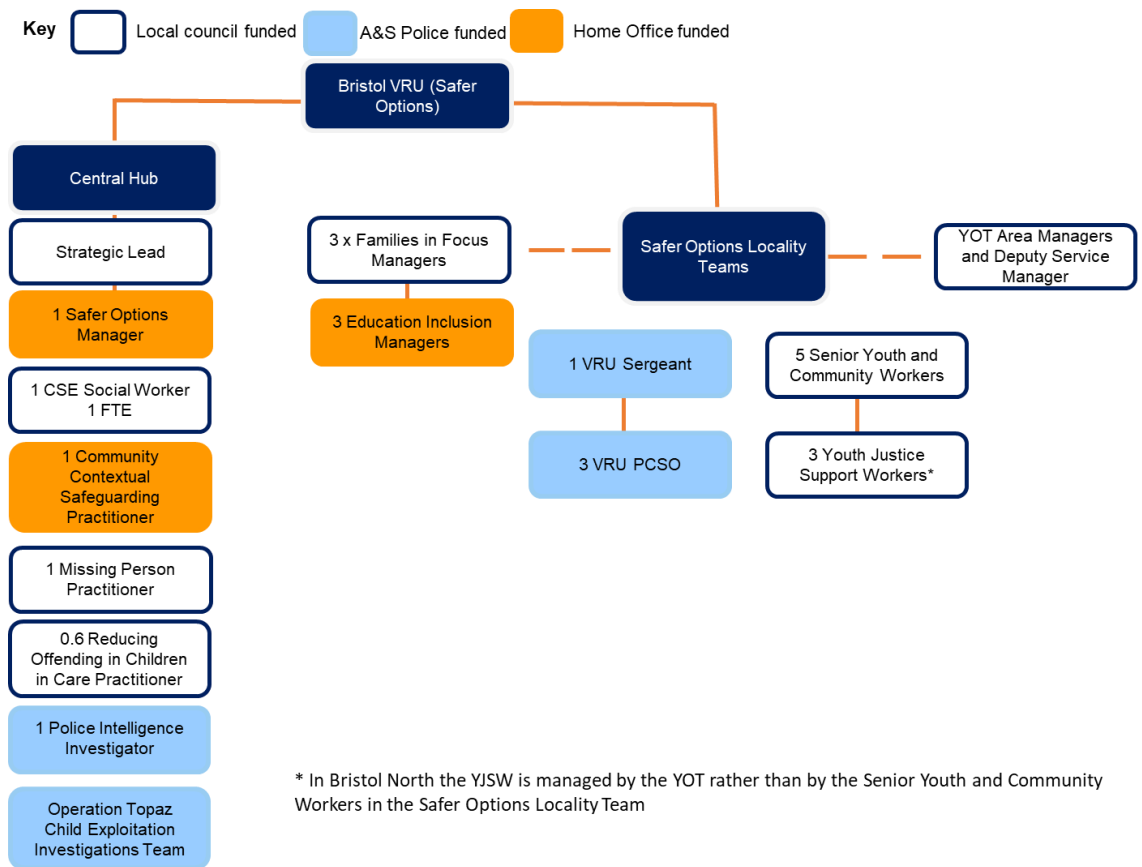 Key
Local council funded
A&S Police funded
Home Office funded
Bristol VRU (Safer
Options)
Central Hub
Strategic Lead
1 Safer Options
Manager
1 CSE Social Worker
1 FTE
1 Community
Contextual
Safeguarding
Practitioner
1 Missing Person
Practitioner
0.6 Reducing
Offending in Children
in Care Practitioner
1 Police Intelligence
Investigator
Operation Topaz
Child Exploitation
Investigations Team
3 x Families in Focus
Managers
3 Education Inclusion
Managers
Safer Options Locality
Teams
YOT Area Managers
and Deputy Service
Manager
1 VRU Sergeant
3 VRU PCSO
5 Senior Youth and
Community Workers
3 Youth Justice
Support Workers*
* In Bristol North the YJSW is managed by the YOT rather than by the Senior Youth and Community
Workers in the Safer Options Locality Team